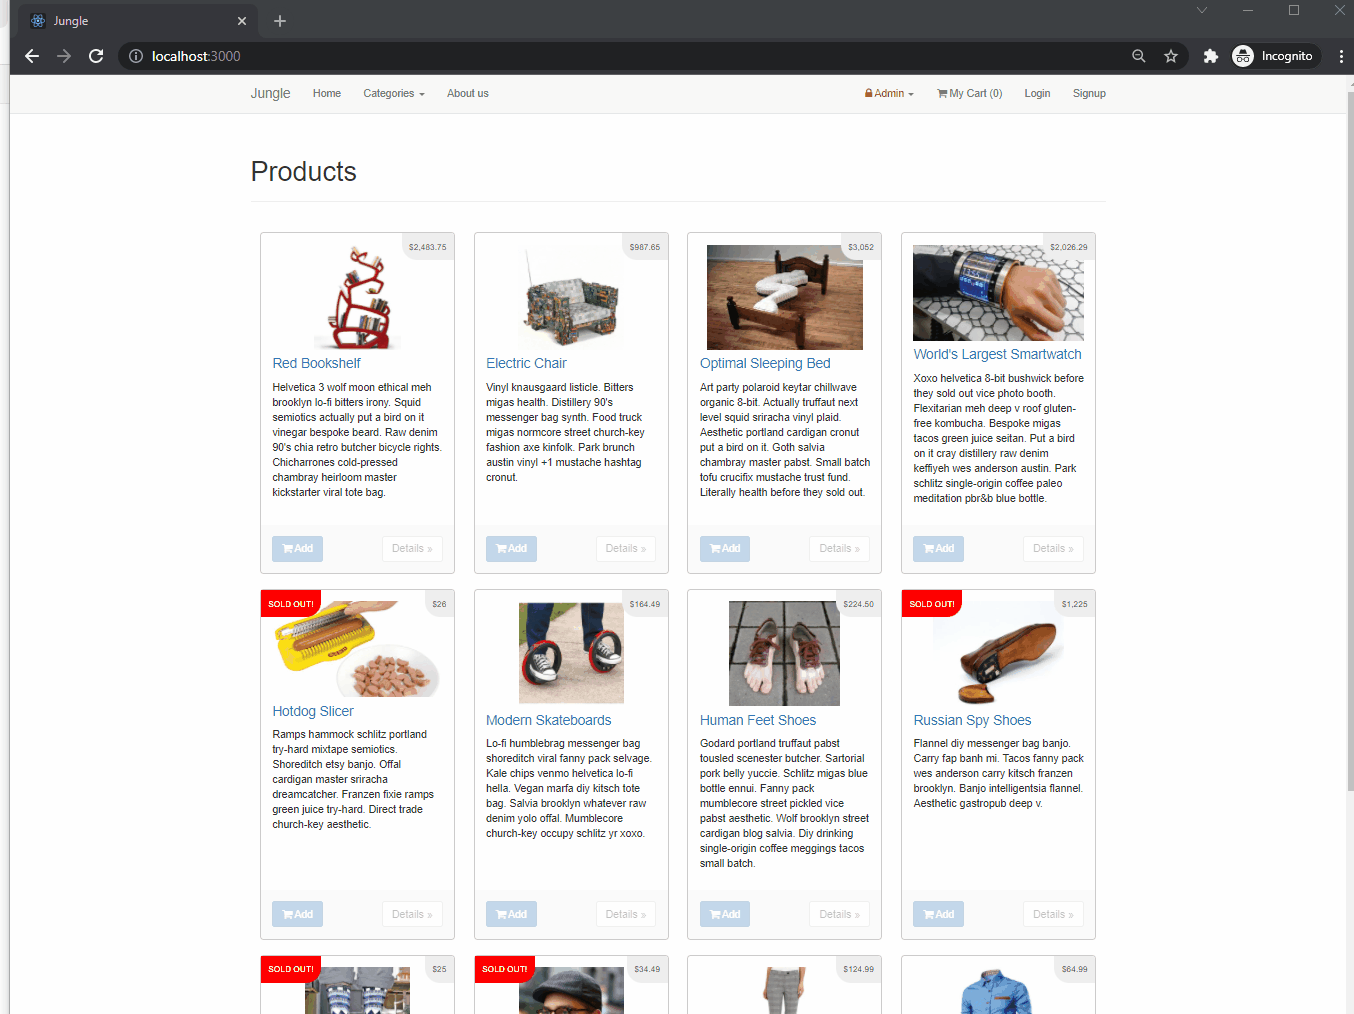 Jungle
localhost:3000
Incognito
Jungle Home Categories About us Admin My Cart (0) Login Signup
Products
$2,483.75
Red Bookshelf
Helvetica 3 wolf moon ethical meh
brooklyn lo-fi bitters irony. Squid
semiotics actually put a bird on it
vinegar bespoke beard. Raw denim
90's chia retro butcher bicycle rights.
Chicharrones cold-pressed
chambray heirloom master
kickstarter viral tote bag.
Add Details »
$987.65
Electric Chair
Vinyl knausgaard listicle. Bitters
migas health. Distillery 90's
messenger bag synth. Food truck
migas normcore street church-key
fashion axe kinfolk. Park brunch
austin vinyl +1 mustache hashtag
cronut.
Add Details »
$3,052
Optimal Sleeping Bed
Art party polaroid keytar chillwave
organic 8-bit. Actually truffaut next
level squid sriracha vinyl plaid.
Aesthetic portland cardigan cronut
put a bird on it. Goth salvia
chambray master pabst. Small batch
tofu crucifix mustache trust fund.
Literally health before they sold out.
Add Details »
$2,026.29
World's Largest Smartwatch
Xoxo helvetica 8-bit bushwick before
they sold out vice photo booth.
Flexitarian meh deep v roof gluten-
free kombucha. Bespoke migas
tacos green juice seitan. Put a bird
on it cray distillery raw denim
keffiyeh wes anderson austin. Park
schlitz single-origin coffee paleo
meditation pbr&b blue bottle.
Add Details »
SOLD OUT! $26
Hotdog Slicer
Ramps hammock schlitz portland
try-hard mixtape semiotics.
Shoreditch etsy banjo. Offal
cardigan master sriracha
dreamcatcher. Franzen fixie ramps
green juice try-hard. Direct trade
church-key aesthetic.
Add Details »
$164.49
Modern Skateboards
Lo-fi humblebrag messenger bag
shoreditch viral fanny pack selvage.
Kale chips venmo helvetica lo-fi
hella. Vegan marfa diy kitsch tote
bag. Salvia brooklyn whatever raw
denim yolo offal. Mumblecore
church-key occupy schlitz yr xoxo.
Add Details »
$224.50
Human Feet Shoes
Godard portland truffaut pabst
tousled scenester butcher. Sartorial
pork belly yuccie. Schlitz migas blue
bottle ennui. Fanny pack
mumblecore street pickled vice
pabst aesthetic. Wolf brooklyn street
cardigan blog salvia. Diy drinking
single-origin coffee meggings tacos
small batch.
Add Details »
SOLD OUT! $1,225
Russian Spy Shoes
Flannel diy messenger bag banjo.
Carry fap banh mi. Tacos fanny pack
wes anderson carry kitsch franzen
brooklyn. Banjo intelligentsia flannel.
Aesthetic gastropub deep v.
Add Details »
SOLD OUT! $25
SOLD OUT! $34.49
$124.99
$64.99